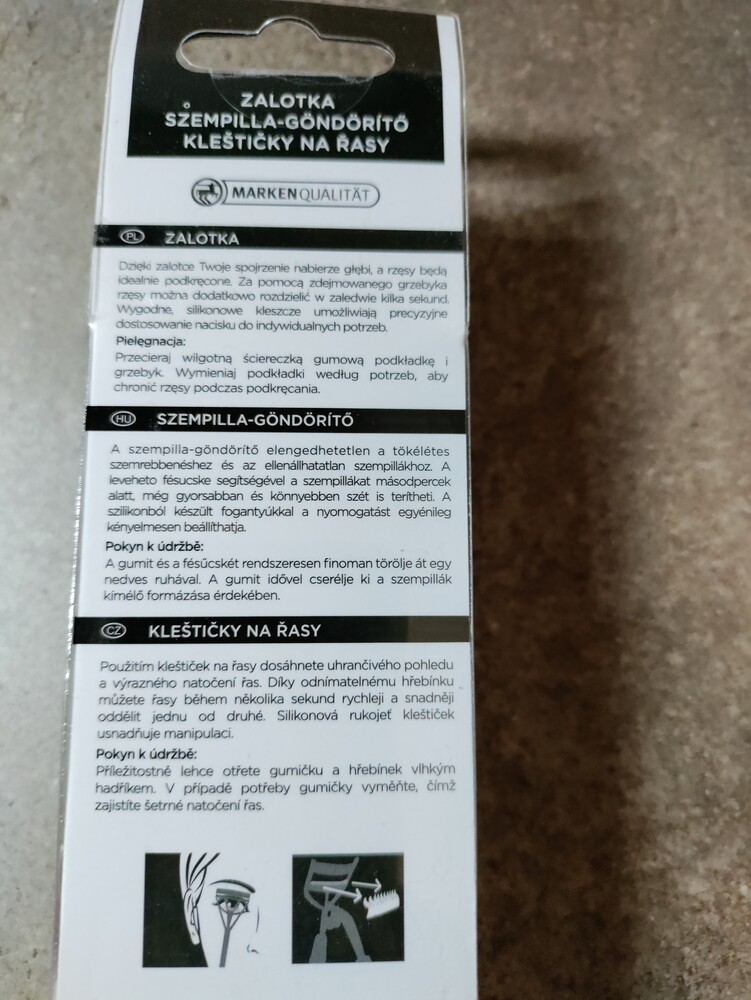 ZALOTKA
SZEMPILLA-GÖNDÖRÍTŐ
KLEŠTIČKY NA ŘASY
MARKENQUALITÄT
PL ZALOTKA
Dzięki zalotce Twoje spojrzenie nabierze głębi, a rzęsy będą
idealnie podkręcone. Za pomocą zdejmowanego grzebyka
rzęsy można dodatkowo rozdzielić w zaledwie kilka sekund.
Wygodne, silikonowe kleszcze umożliwiają precyzyjne
dostosowanie nacisku do indywidualnych potrzeb.
Pielęgnacja:
Przecieraj wilgotną ściereczką gumową podkładkę i
grzebyk. Wymieniaj podkładki według potrzeb, aby
chronić rzęsy podczas podkręcania.
HU SZEMPILLA-GÖNDÖRÍTŐ
A szempilla-göndörítő elengedhetetlen a tökélétes
szemrebbenéshez és az ellenállhatatlan szempillákhoz. A
leveheto fésucske segítségével a szempillákat másodpercek
alatt, még gyorsabban és könnyebben szét is terítheti. A
szilikonból készült fogantyúkkal a nyomogatást egyénileg
kényelmesen beállíthatja.
Pokyn k údržbě:
A gumit és a fésűcskét rendszeresen finoman törölje át egy
nedves ruhával. A gumit idővel cserélje ki a szempillák
kímélő formázása érdekében.
CZ KLEŠTIČKY NA ŘASY
Použitím kleštiček na řasy dosáhnete uhrančivého pohledu
a výrazného natočení řas. Díky odnímatelnému hřebínku
můžete řasy během několika sekund rychleji a snadněji
oddělit jednu od druhé. Silikonová rukojeť kleštiček
usnadňuje manipulaci.
Pokyn k údržbě:
Příležitostně lehce otřete gumičku a hřebínek vlhkým
hadříkem. V případě potřeby gumičky vyměňte, čímž
zajistíte šetrné natočení řas.